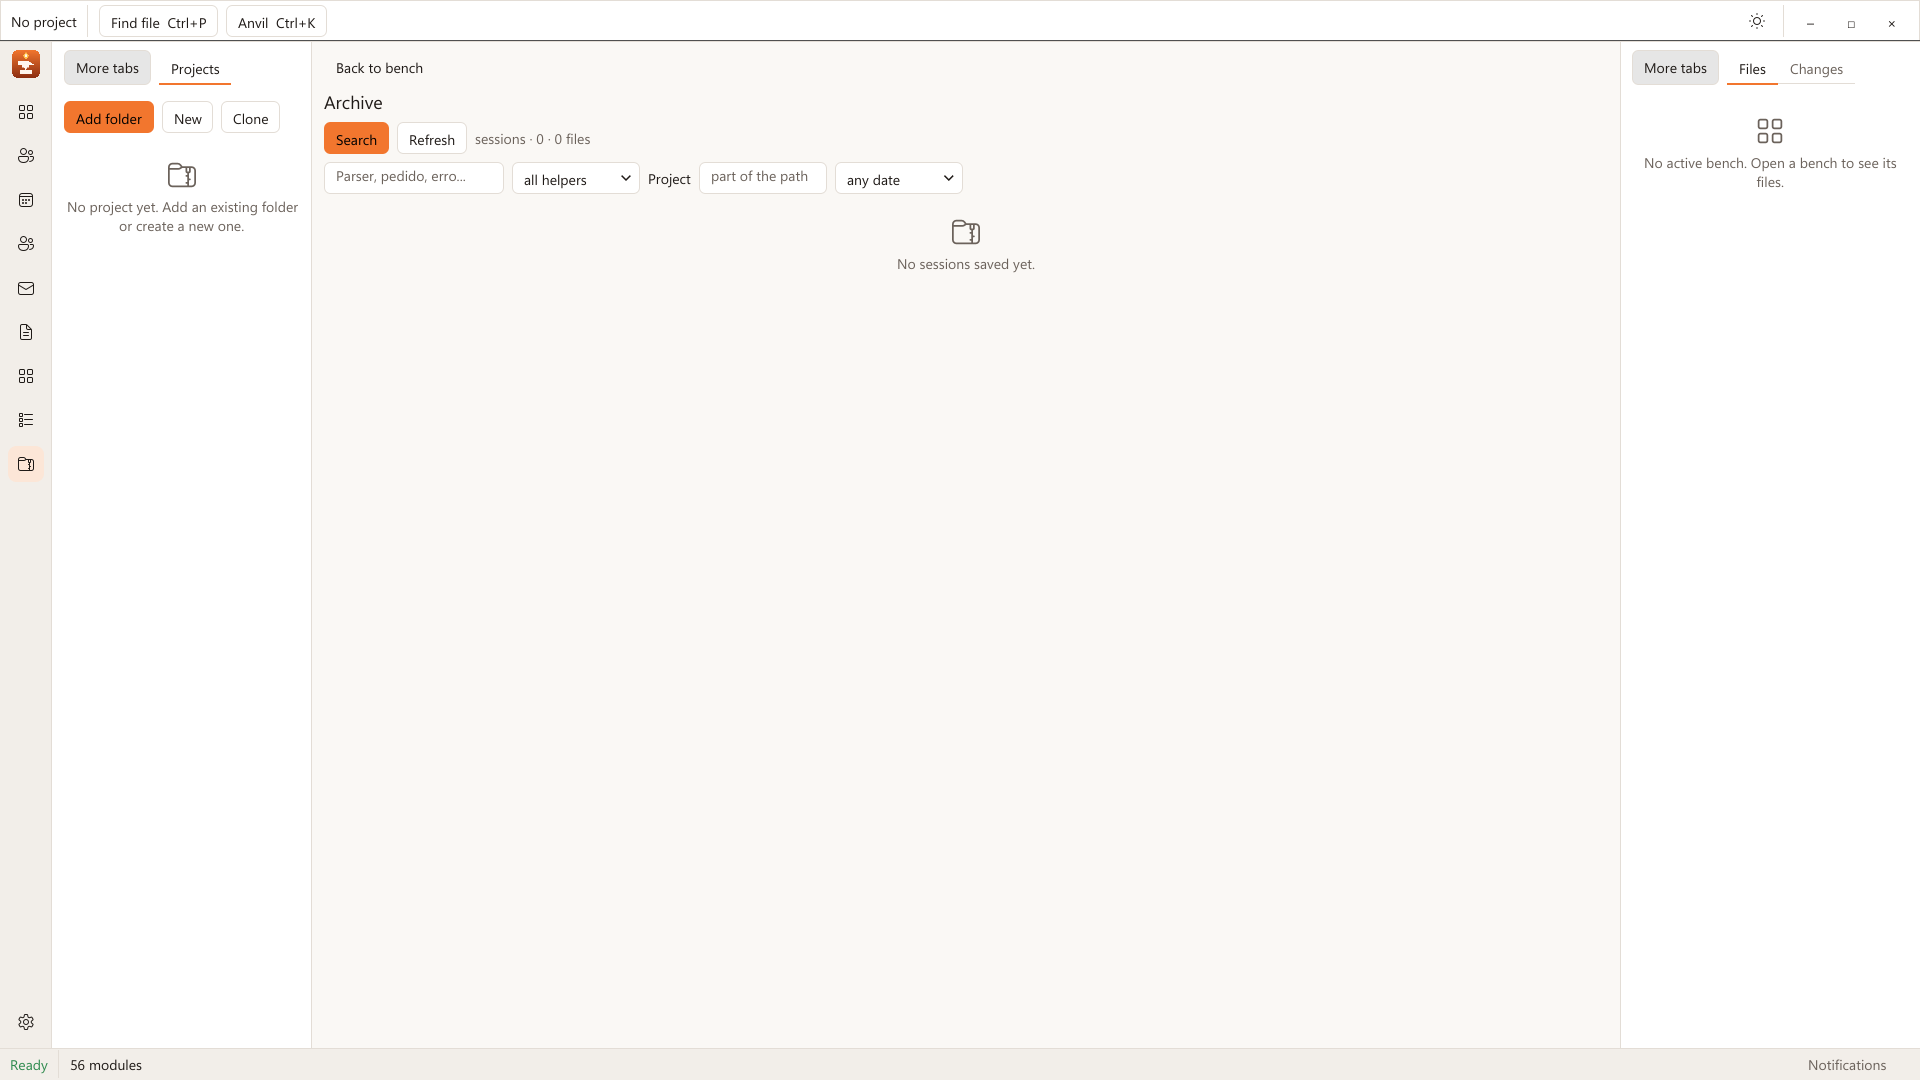 No project
Find file Ctrl+P
Anvil Ctrl+K
More tabs
Projects
Add folder
New
Clone
No project yet. Add an existing folder
or create a new one.
Back to bench
Archive
Search
Refresh
sessions · 0 · 0 files
Parser, pedido, erro...
all helpers
Project
part of the path
any date
No sessions saved yet.
More tabs
Files
Changes
No active bench. Open a bench to see its
files.
Ready
56 modules
Notifications